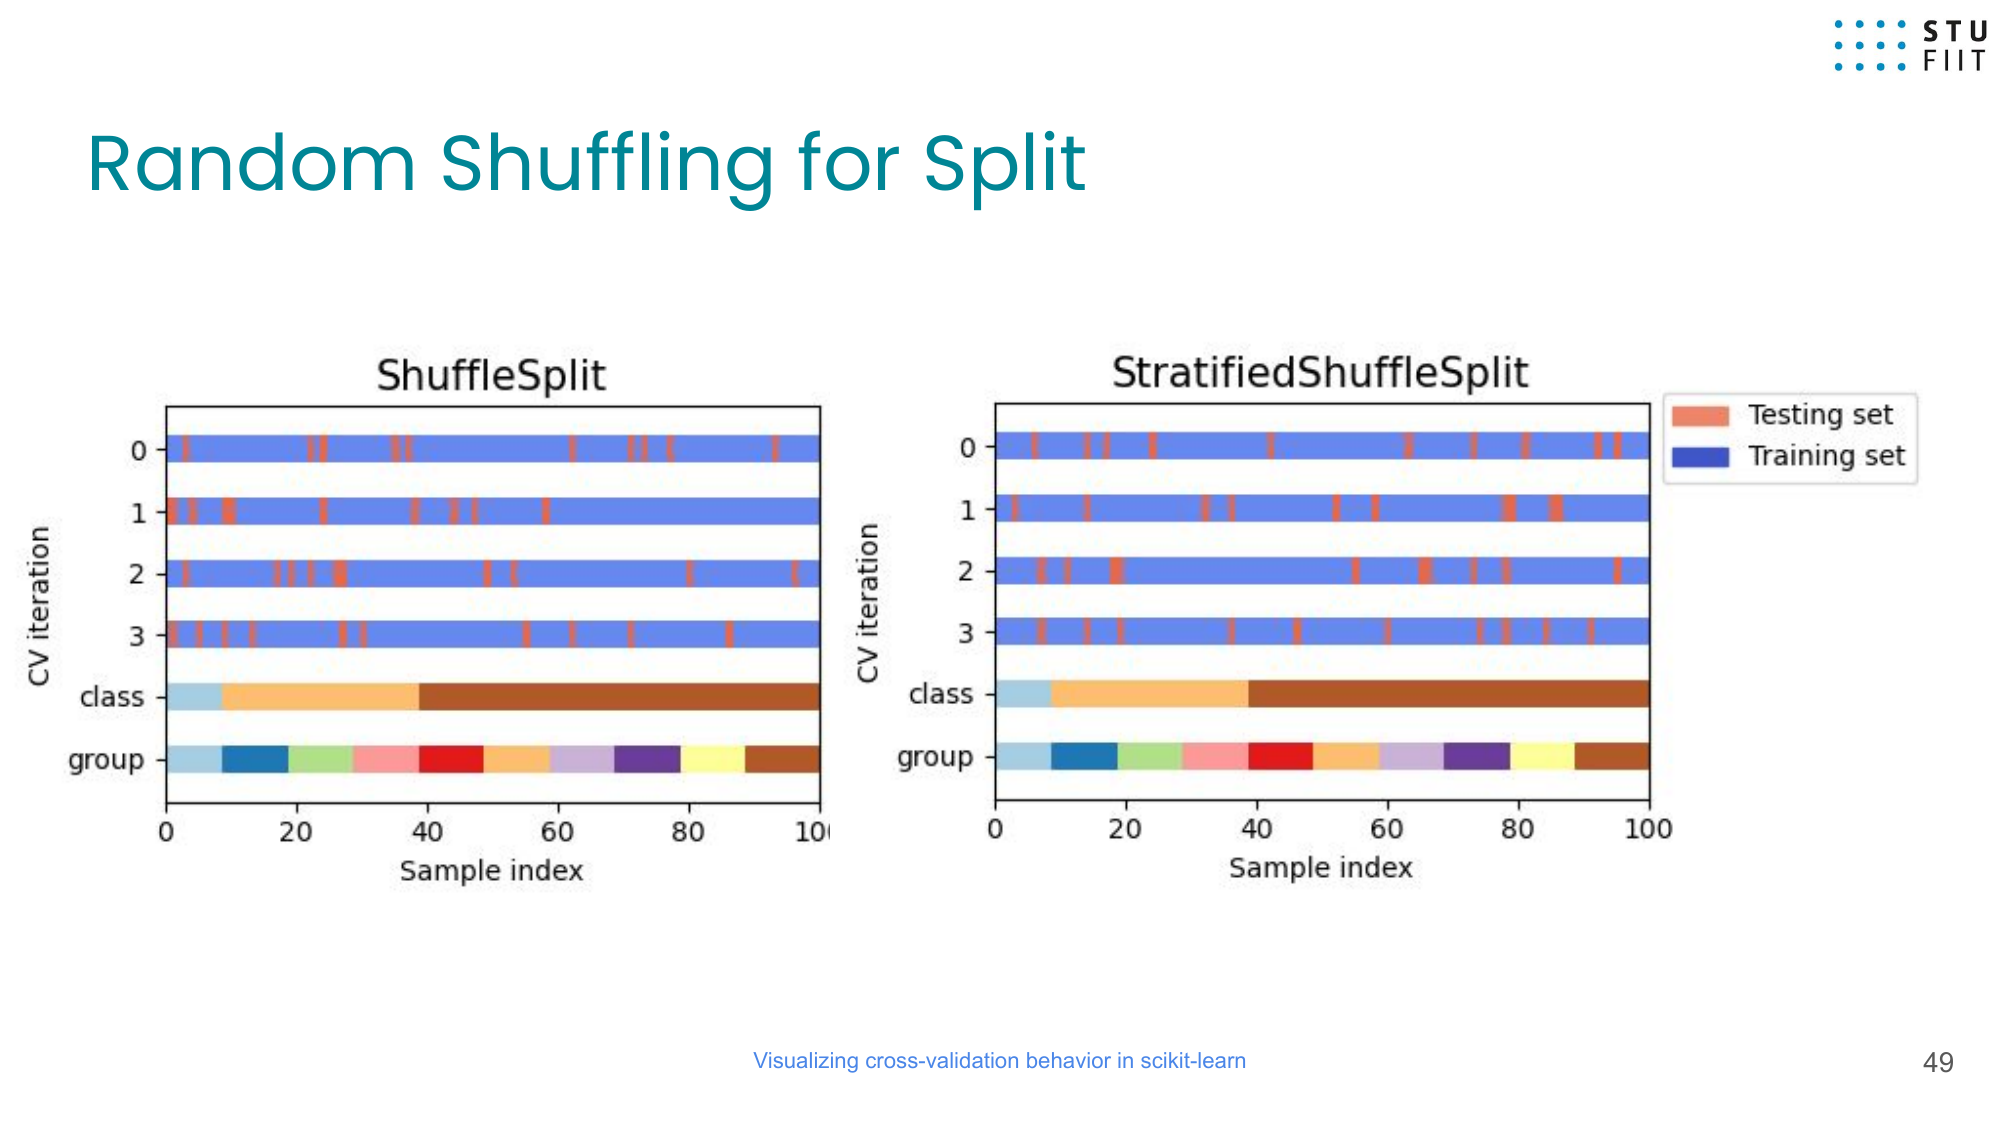 STU
FIIT
Random Shuffling for Split
ShuffleSplit
0
1
2
3
class
group
CV iteration
0 20 40 60 80 10
Sample index
StratifiedShuffleSplit
Testing set
Training set
0
1
2
3
class
group
CV iteration
0 20 40 60 80 100
Sample index
Visualizing cross-validation behavior in scikit-learn
49